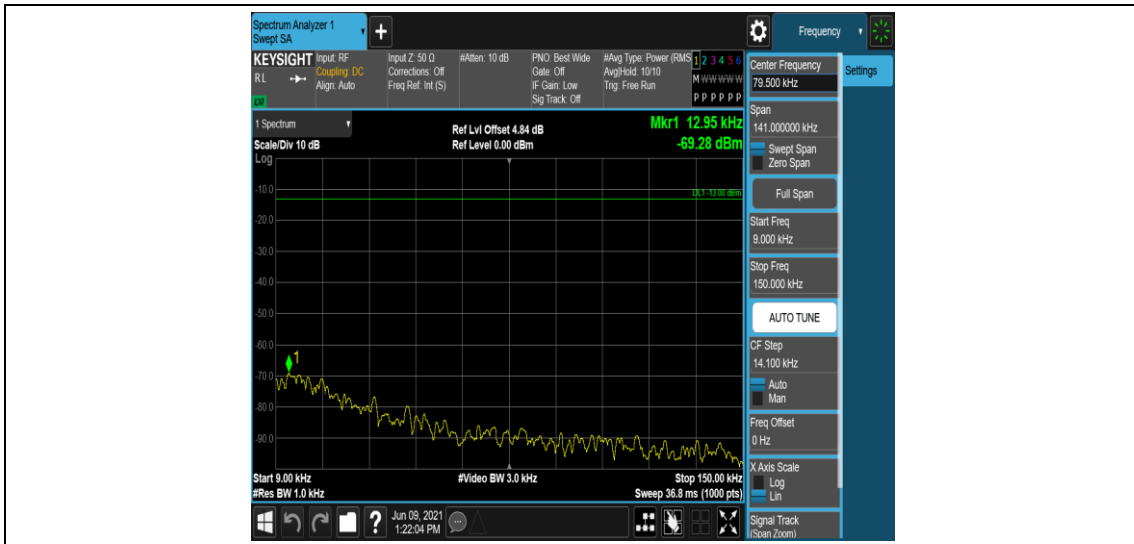 Spectrum Analyzer 1
Swept SA
+
Frequency
KEYSIGHT
RL
LXI
Input: RF
Coupling: DC
Align: Auto
Input Z: 50 Ω
Corrections: Off
Freq Ref: Int (S)
#Atten: 10 dB
PNO: Best Wide
Gate: Off
IF Gain: Low
Sig Track: Off
#Avg Type: Power (RMS
Avg|Hold: 10/10
Trig: Free Run
1 2 3 4 5 6
M W W W W W
P P P P P P
1 Spectrum
Scale/Div 10 dB
Log
Ref Lvl Offset 4.84 dB
Ref Level 0.00 dBm
Mkr1 12.95 kHz
-69.28 dBm
DL1 -13.00 dBm
-10.0
-20.0
-30.0
-40.0
-50.0
-60.0
-70.0
-80.0
-90.0
1
Start 9.00 kHz
#Video BW 3.0 kHz
Stop 150.00 kHz
#Res BW 1.0 kHz
Sweep 36.8 ms (1000 pts)
?
Jun 09, 2021
1:22:04 PM
Center Frequency
79.500 kHz
Settings
Span
141.000000 kHz
Swept Span
Zero Span
Full Span
Start Freq
9.000 kHz
Stop Freq
150.000 kHz
AUTO TUNE
CF Step
14.100 kHz
Auto
Man
Freq Offset
0 Hz
X Axis Scale
Log
Lin
Signal Track
(Span Zoom)